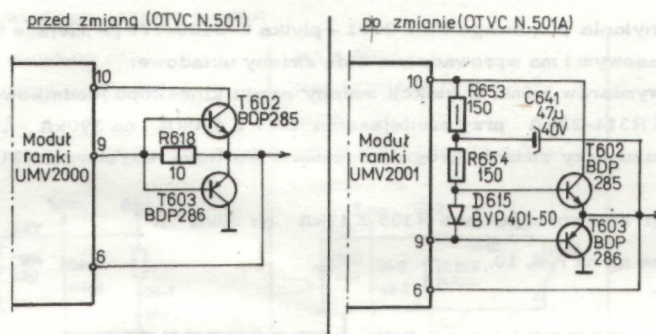 przed zmianą (OTVC N.501)
10
T602
BDP285
9
R618
10
Moduł
ramki
UMV2000
T603
BDP286
6
po zmianie (OTVC N.501A)
10
R653
150
C641
47µ
40V
T602
BDP
285
Moduł
ramki
UMV2001
R654
150
D615
BYP401-50
T603
BDP
286
9
6